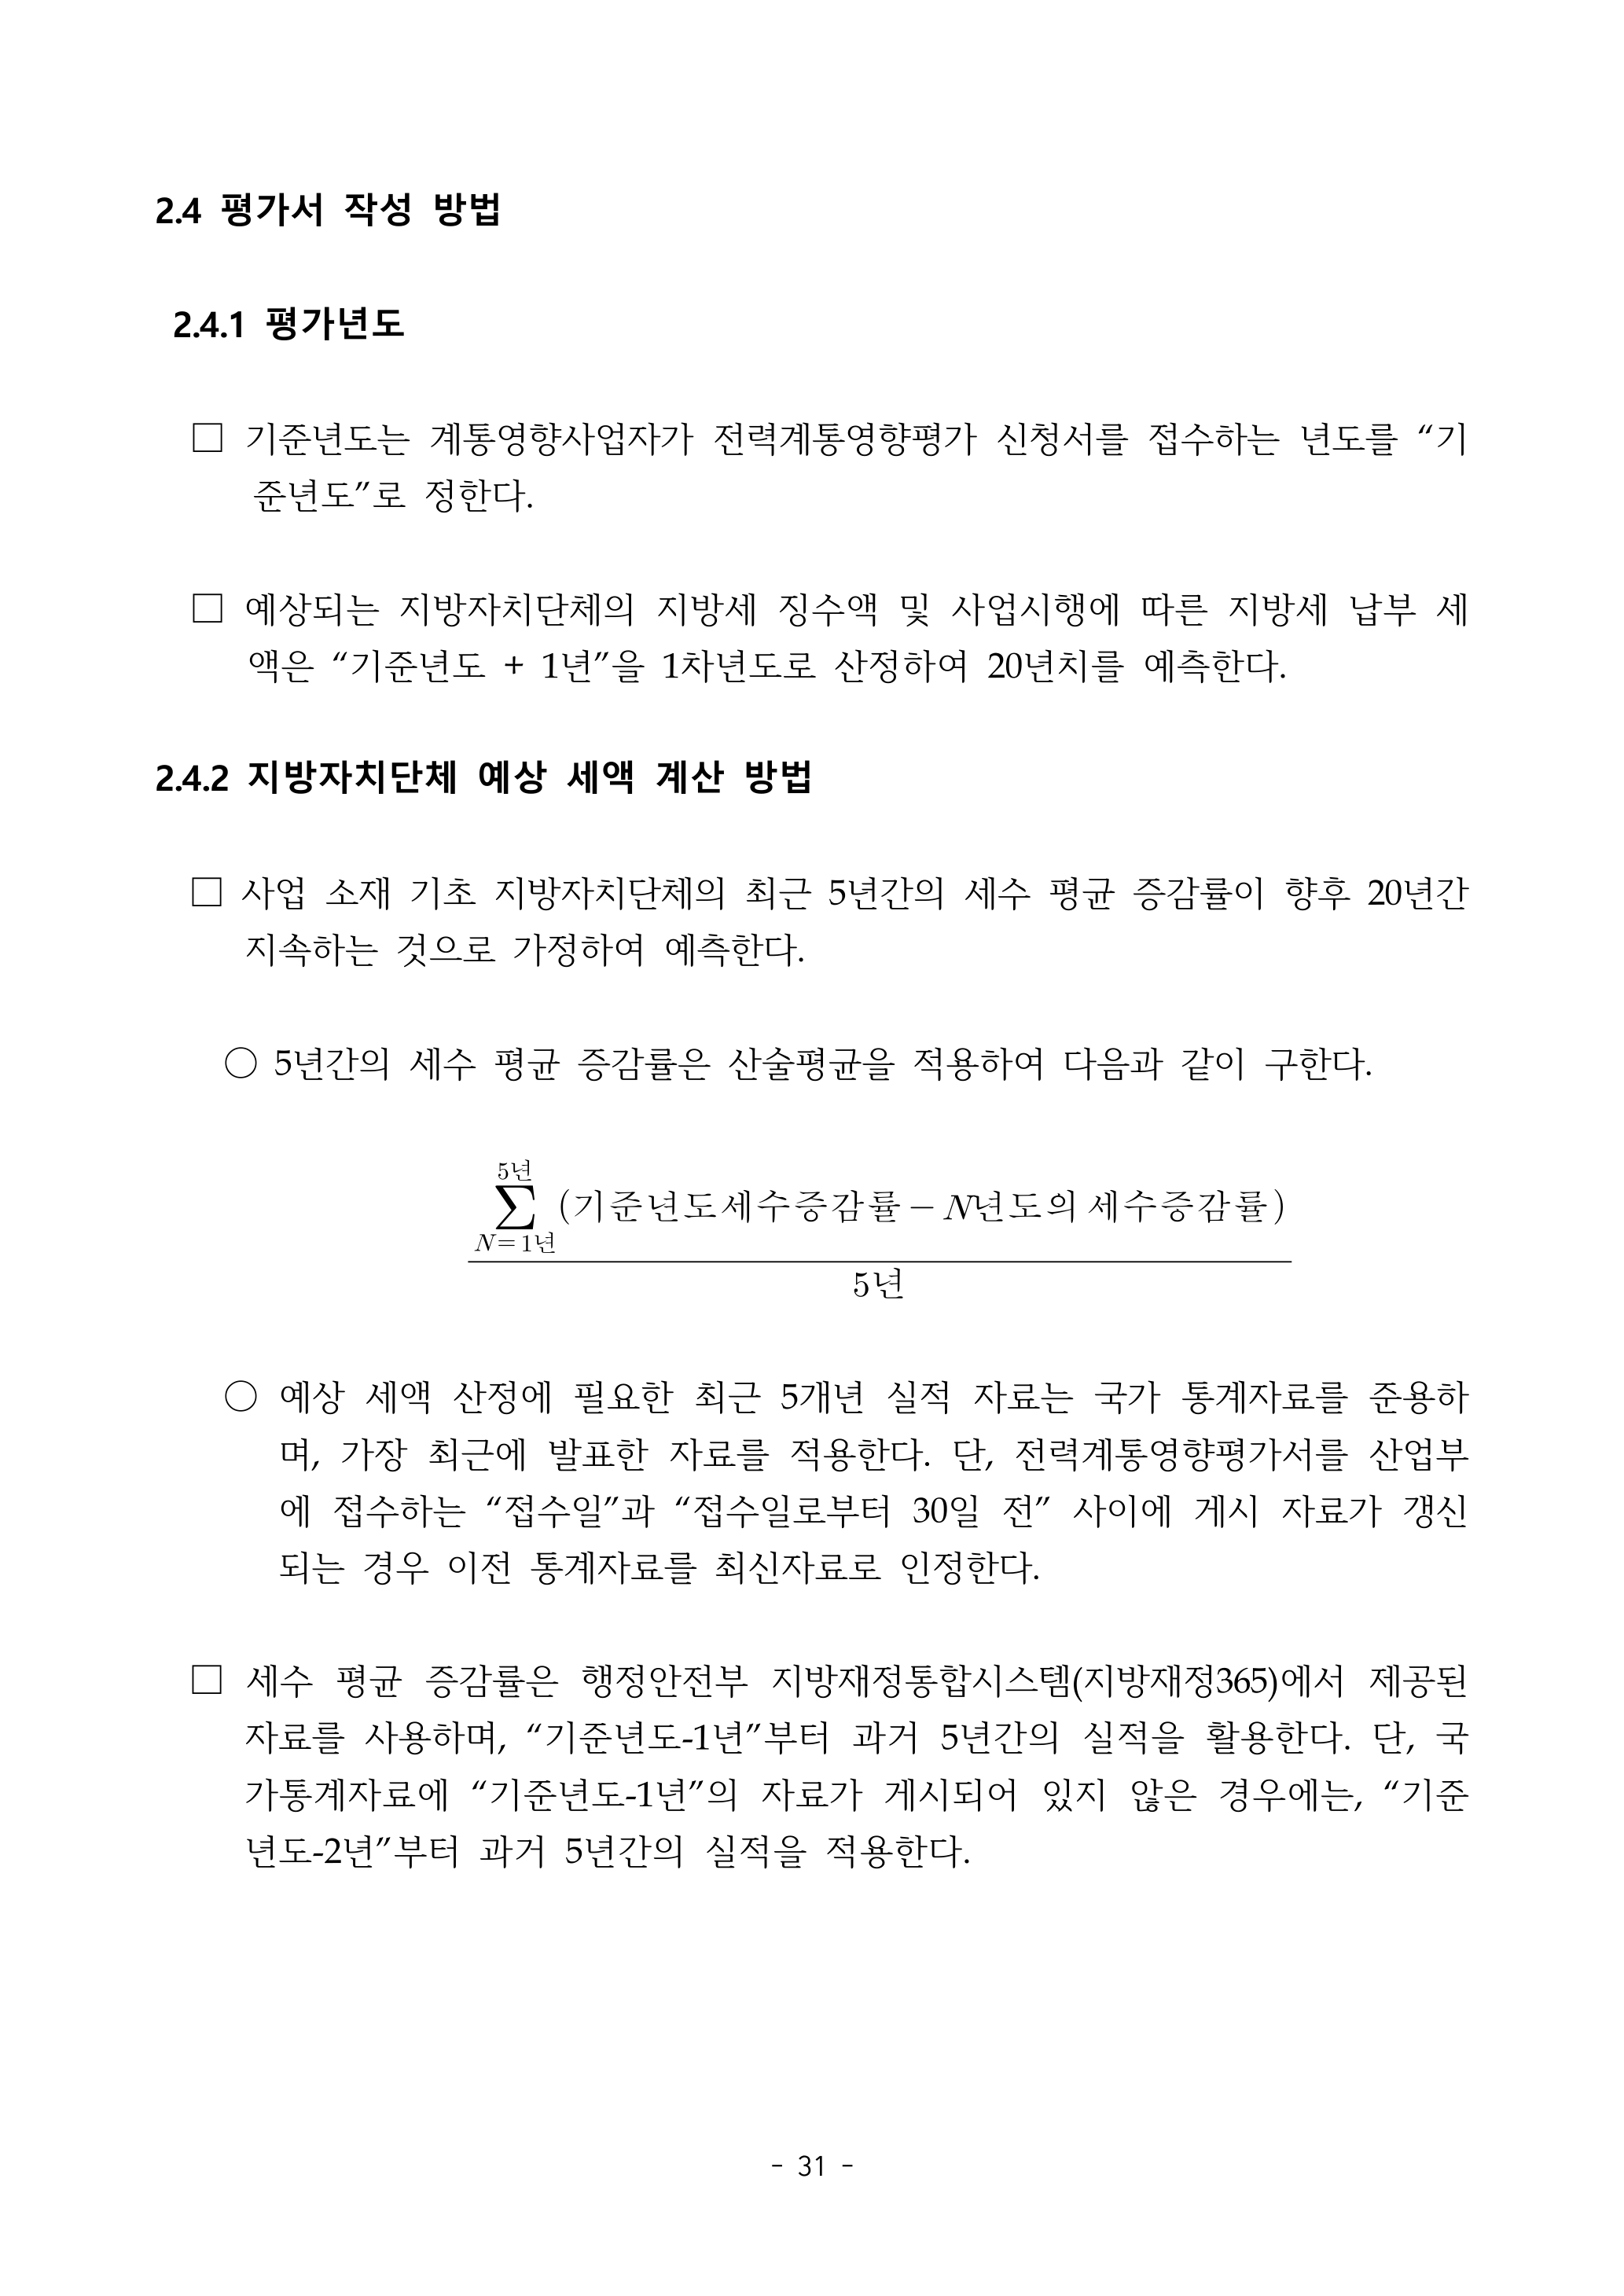 2.4 평가서 작성 방법
2.4.1 평가년도
□ 기준년도는 계통영향사업자가 전력계통영향평가 신청서를 접수하는 년도를 “기
준년도”로 정한다.
□ 예상되는 지방자치단체의 지방세 징수액 및 사업시행에 따른 지방세 납부 세
액은 “기준년도 + 1년”을 1차년도로 산정하여 20년치를 예측한다.
2.4.2 지방자치단체 예상 세액 계산 방법
□ 사업 소재 기초 지방자치단체의 최근 5년간의 세수 평균 증감률이 향후 20년간
지속하는 것으로 가정하여 예측한다.
○ 5년간의 세수 평균 증감률은 산술평균을 적용하여 다음과 같이 구한다.
5년
∑ (기준년도세수증감률 − N년도의 세수증감률)
N = 1년
5년
○ 예상 세액 산정에 필요한 최근 5개년 실적 자료는 국가 통계자료를 준용하
며, 가장 최근에 발표한 자료를 적용한다. 단, 전력계통영향평가서를 산업부
에 접수하는 “접수일”과 “접수일로부터 30일 전” 사이에 게시 자료가 갱신
되는 경우 이전 통계자료를 최신자료로 인정한다.
□ 세수 평균 증감률은 행정안전부 지방재정통합시스템(지방재정365)에서 제공된
자료를 사용하며, “기준년도-1년”부터 과거 5년간의 실적을 활용한다. 단, 국
가통계자료에 “기준년도-1년”의 자료가 게시되어 있지 않은 경우에는, “기준
년도-2년”부터 과거 5년간의 실적을 적용한다.
- 31 -